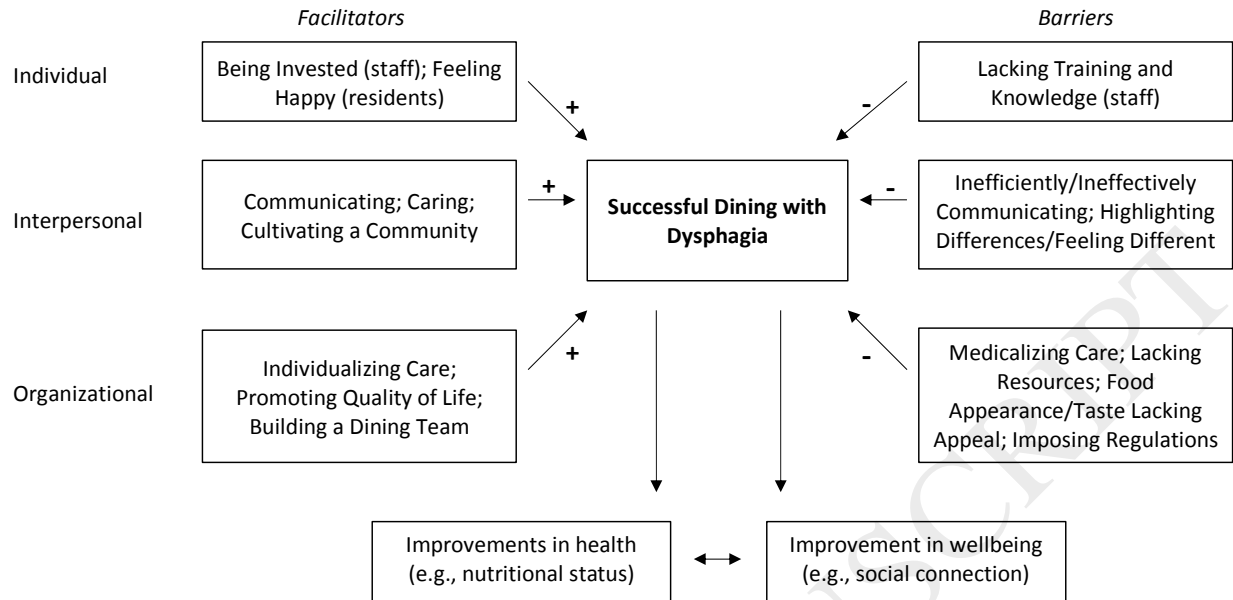 Facilitators
Barriers
Individual
Being Invested (staff); Feeling
Happy (residents)
+
-
Lacking Training and
Knowledge (staff)
Interpersonal
Communicating; Caring;
Cultivating a Community
+
Successful Dining with
Dysphagia
-
Inefficiently/Ineffectively
Communicating; Highlighting
Differences/Feeling Different
Organizational
Individualizing Care;
Promoting Quality of Life;
Building a Dining Team
+
-
Medicalizing Care; Lacking
Resources; Food
Appearance/Taste Lacking
Appeal; Imposing Regulations
Improvements in health
(e.g., nutritional status)
Improvement in wellbeing
(e.g., social connection)
NUSCRIPT